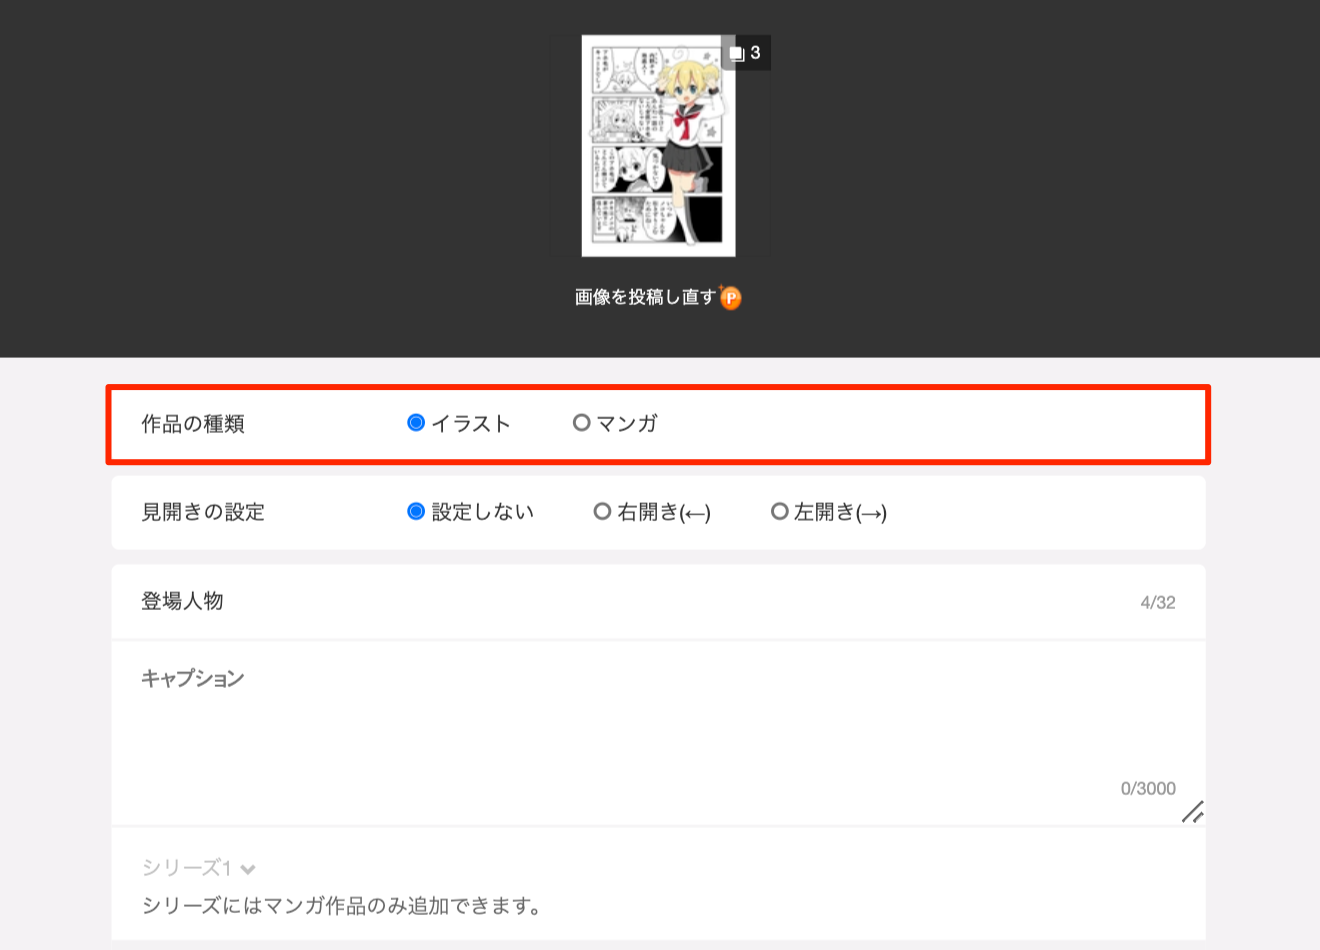 3
画像を投稿し直す P
作品の種類
イラスト マンガ
見開きの設定
設定しない 右開き(←) 左開き(→)
登場人物 4/32
キャプション
0/3000
シリーズ1
シリーズにはマンガ作品のみ追加できます。